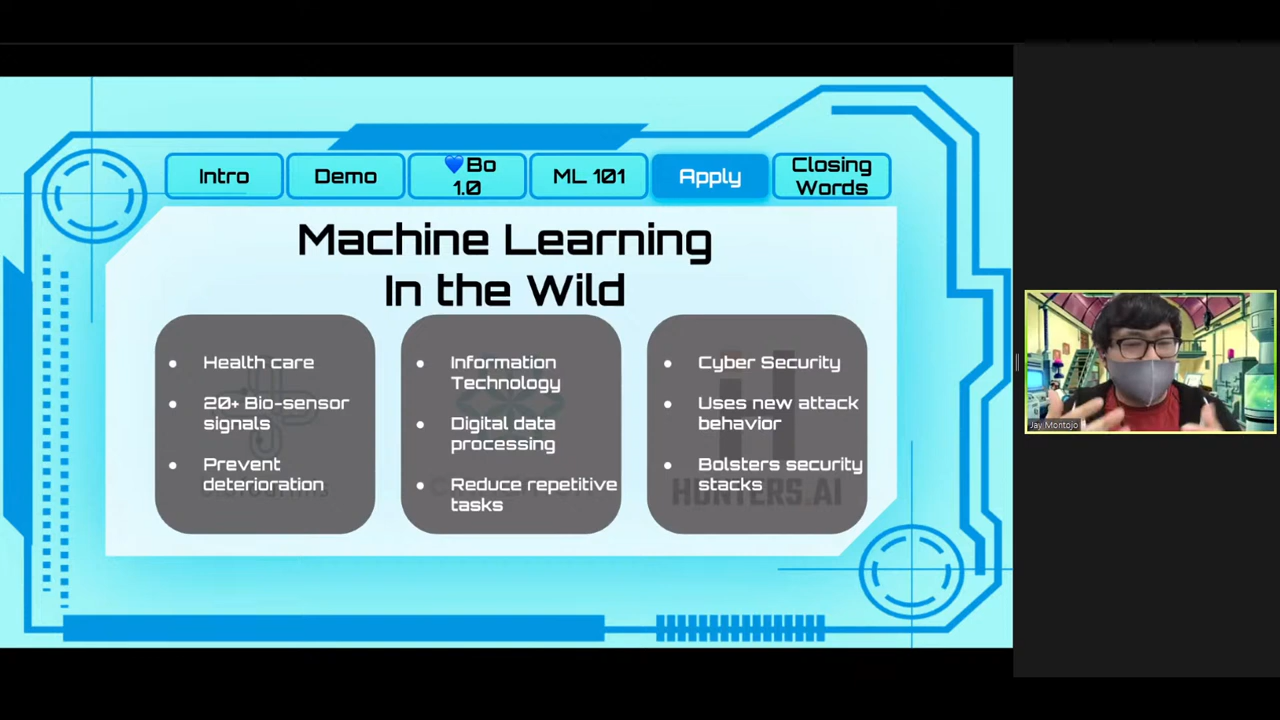 Intro
Demo
💙Bo
1.0
ML 101
Apply
Closing
Words
Machine Learning
In the Wild
• Health care
• 20+ Bio-sensor
signals
• Prevent
deterioration
• Information
Technology
• Digital data
processing
• Reduce repetitive
tasks
• Cyber Security
• Uses new attack
behavior
• Bolsters security
stacks
HUNTERS.AI
Jay Montojo